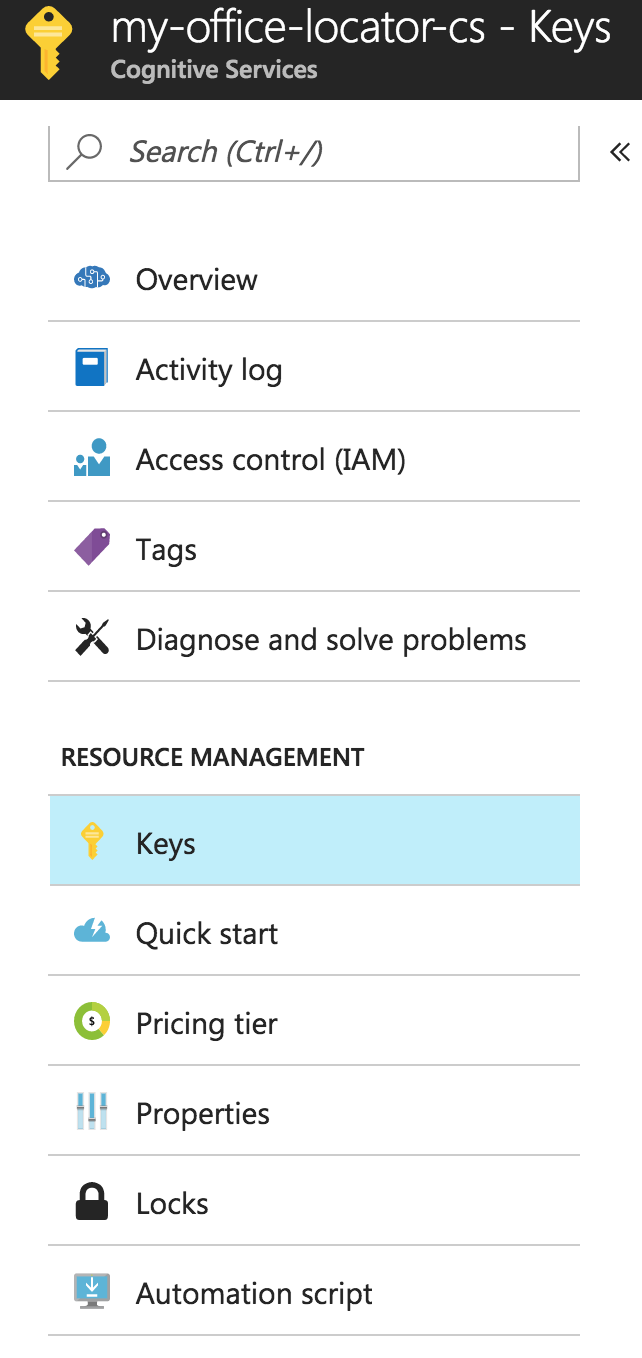 my-office-locator-cs - Keys
Cognitive Services
Search (Ctrl+/)
Overview
Activity log
Access control (IAM)
Tags
Diagnose and solve problems
RESOURCE MANAGEMENT
Keys
Quick start
$
Pricing tier
Properties
Locks
Automation script